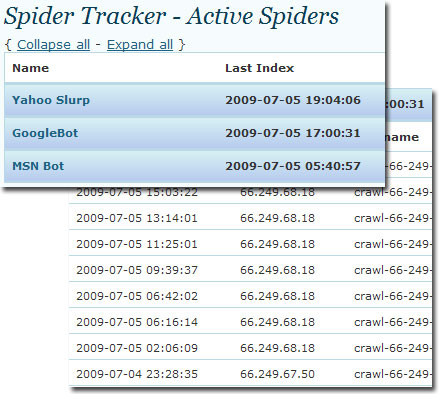 Spider Tracker - Active Spiders
{ Collapse all - Expand all }
Name Last Index
Yahoo Slurp 2009-07-05 19:04:06
GoogleBot 2009-07-05 17:00:31
MSN Bot 2009-07-05 05:40:57
:00:31
name
crawl-66-249-
crawl-66-249-
2009-07-05 15:03:22 66.249.68.18 crawl-66-249-
2009-07-05 13:14:01 66.249.68.18 crawl-66-249-
2009-07-05 11:25:01 66.249.68.18 crawl-66-249-
2009-07-05 09:39:37 66.249.68.18 crawl-66-249-
2009-07-05 06:42:02 66.249.68.18 crawl-66-249-
2009-07-05 06:16:14 66.249.68.18 crawl-66-249-
2009-07-05 02:06:09 66.249.68.18 crawl-66-249-
2009-07-04 23:28:35 66.249.67.50 crawl-66-249-